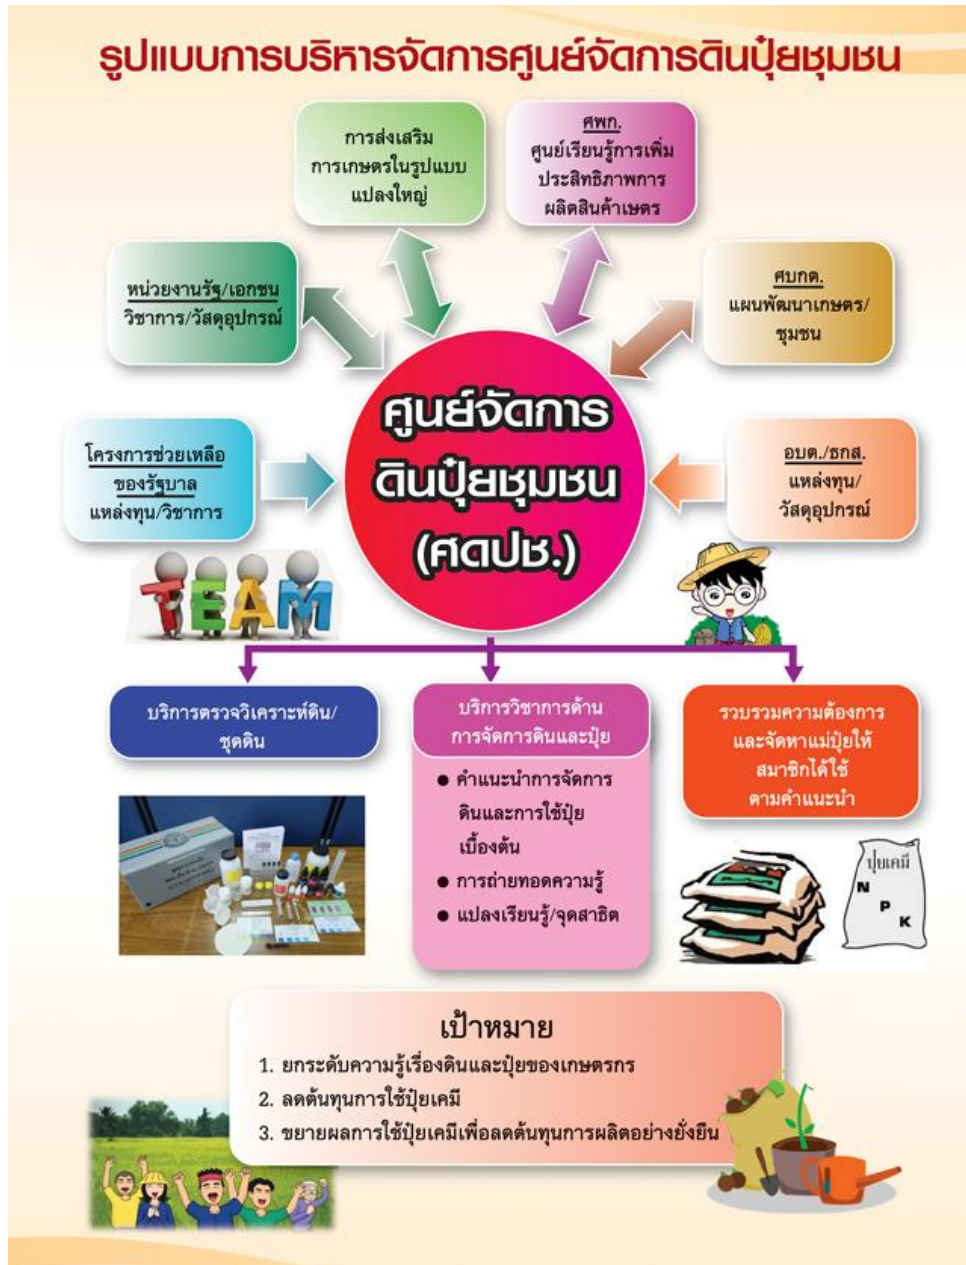 รูปแบบการบริหารจัดการศูนย์จัดการดินปุ๋ยชุมชน
การส่งเสริม
การเกษตรในรูปแบบ
แปลงใหญ่
ศพก.
ศูนย์เรียนรู้การเพิ่ม
ประสิทธิภาพการ
ผลิตสินค้าเษตร
หน่วยงานรัฐ/เอกชน
วิชาการ/วัสดุอุปกรณ์
ศบกต.
แผนพัฒนาเกษตร/
ชุมชน
โครงการช่วยเหลือ
ของรัฐบาล
แหล่งทุน/วิชาการ
ศูนย์จัดการ
ดินปุ๋ยชุมชน
(ศดปช.)
อบต./ธกส.
แหล่งทุน/
วัสดุอุปกรณ์
TEAM
บริการตรวจวิเคราะห์ดิน/
ชุดดิน
บริการวิชาการด้าน
การจัดการดินและปุ๋ย
● คำแนะนำการจัดการ
ดินและการใช้ปุ๋ย
เบื้องต้น
● การถ่ายทอดความรู้
● แปลงเรียนรู้/จุดสาธิต
รวบรวมความต้องการ
และจัดหาแม่ปุ๋ยให้
สมาชิกได้ใช้
ตามคำแนะนำ
ปุ๋ยเคมี
N
P
K
เป้าหมาย
1. ยกระดับความรู้เรื่องดินและปุ๋ยของเกษตรกร
2. ลดต้นทุนการใช้ปุ๋ยเคมี
3. ขยายผลการใช้ปุ๋ยเคมีเพื่อลดต้นทุนการผลิตอย่างยั่งยืน